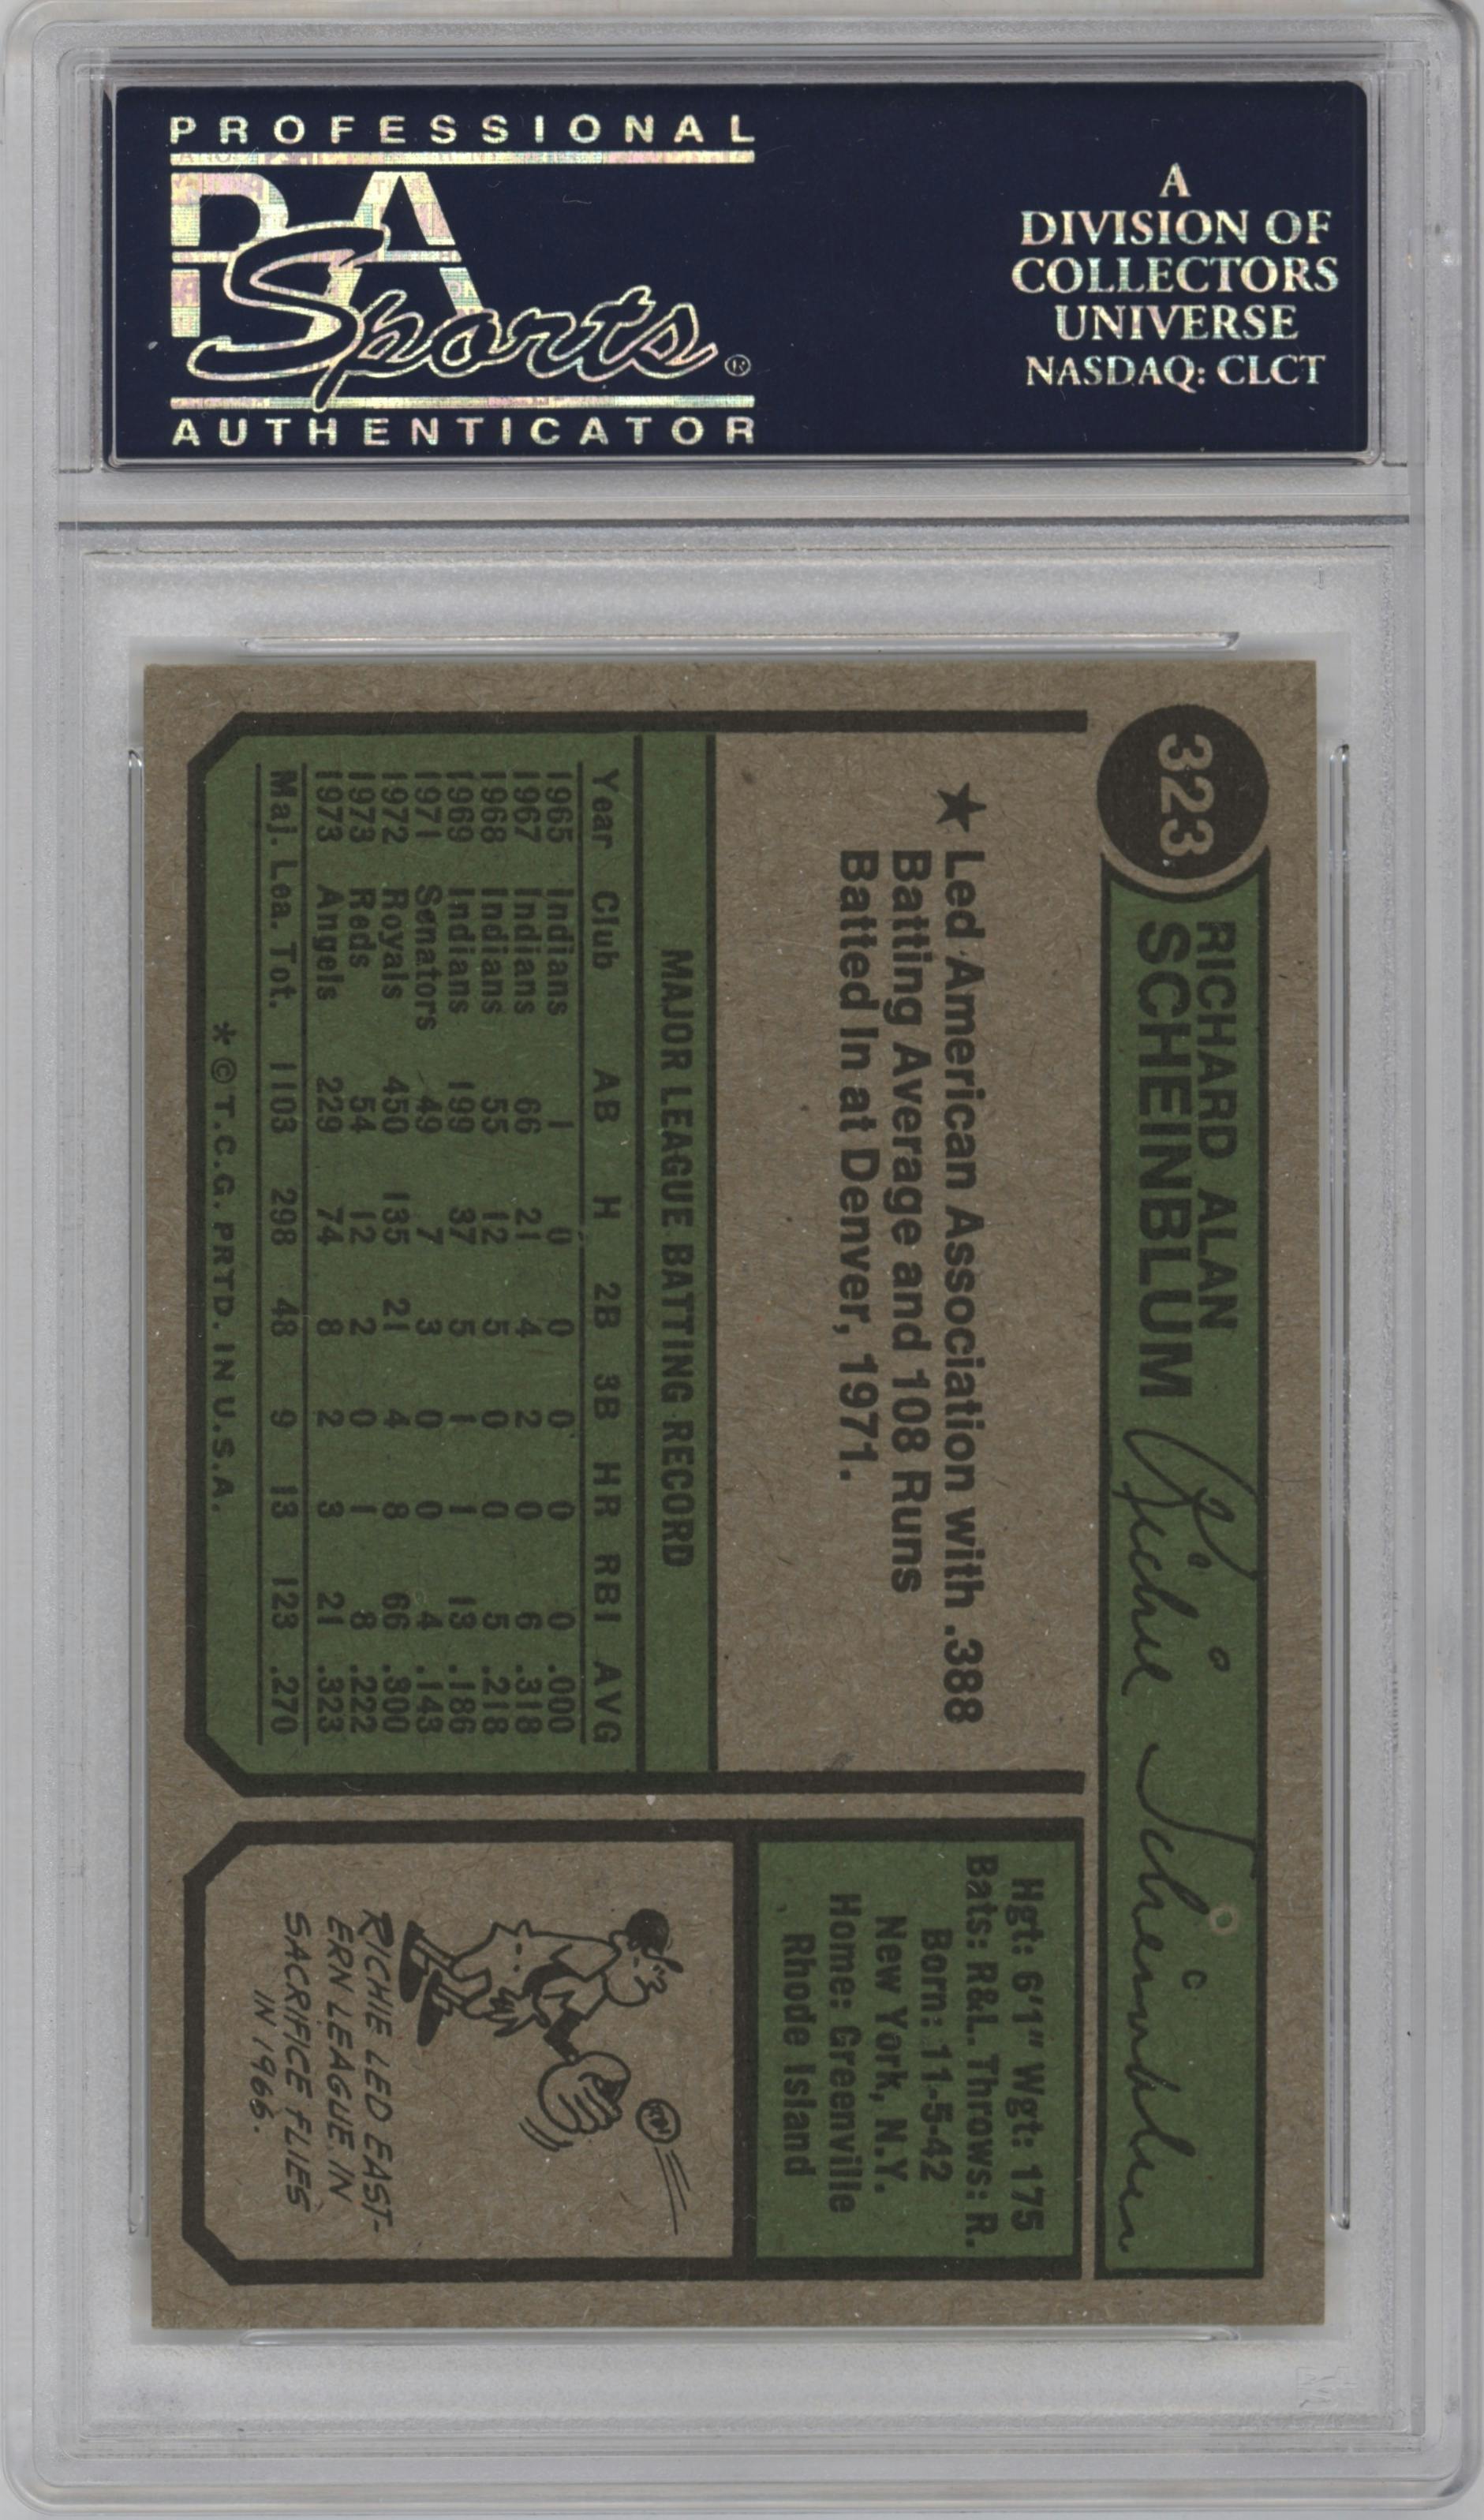 PROFESSIONAL
PSA
Sports®
AUTHENTICATOR
A
DIVISION OF
COLLECTORS
UNIVERSE
NASDAQ: CLCT
323
RICHARD ALAN
SCHEINBLUM Richie Scheinblum
★ Led American Association with .388
Batting Average and 108 Runs
Batted In at Denver, 1971.
MAJOR LEAGUE BATTING RECORD
Year Club AB H 2B 3B HR RBI AVG
1965 Indians 1 0 0 0 0 0 .000
1967 Indians 66 21 4 2 0 6 .318
1968 Indians 55 12 5 0 0 5 .218
1969 Indians 199 37 5 1 1 13 .186
1971 Senators 49 7 3 0 0 4 .143
1972 Royals 450 135 21 4 8 66 .300
1973 Reds 54 12 2 0 1 8 .222
1973 Angels 229 74 8 2 3 21 .323
Maj. Lea. Tot. 1103 298 48 9 13 123 .270
* © T.C.G. PRTD. IN U.S.A.
Hgt: 6'1" Wgt: 175
Bats: R&L. Throws: R.
Born: 11-5-42
New York, N.Y.
Home: Greenville
Rhode Island
RICHIE LED EAST-
ERN LEAGUE IN
SACRIFICE FLIES
IN 1966.